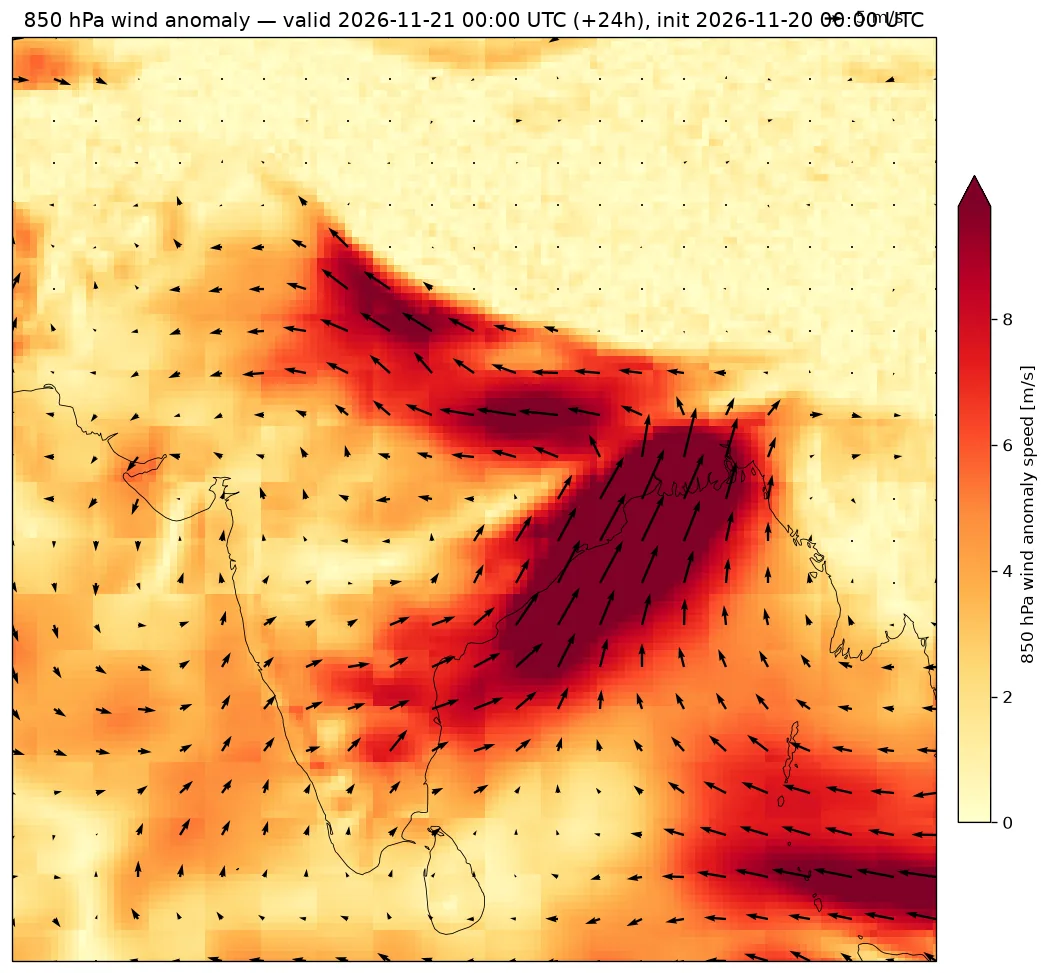 850 hPa wind anomaly — valid 2026-11-21 00:00 UTC (+24h), init 2026-11-20 00:00 UTC
5 m/s
8
6
4
2
0
850 hPa wind anomaly speed [m/s]